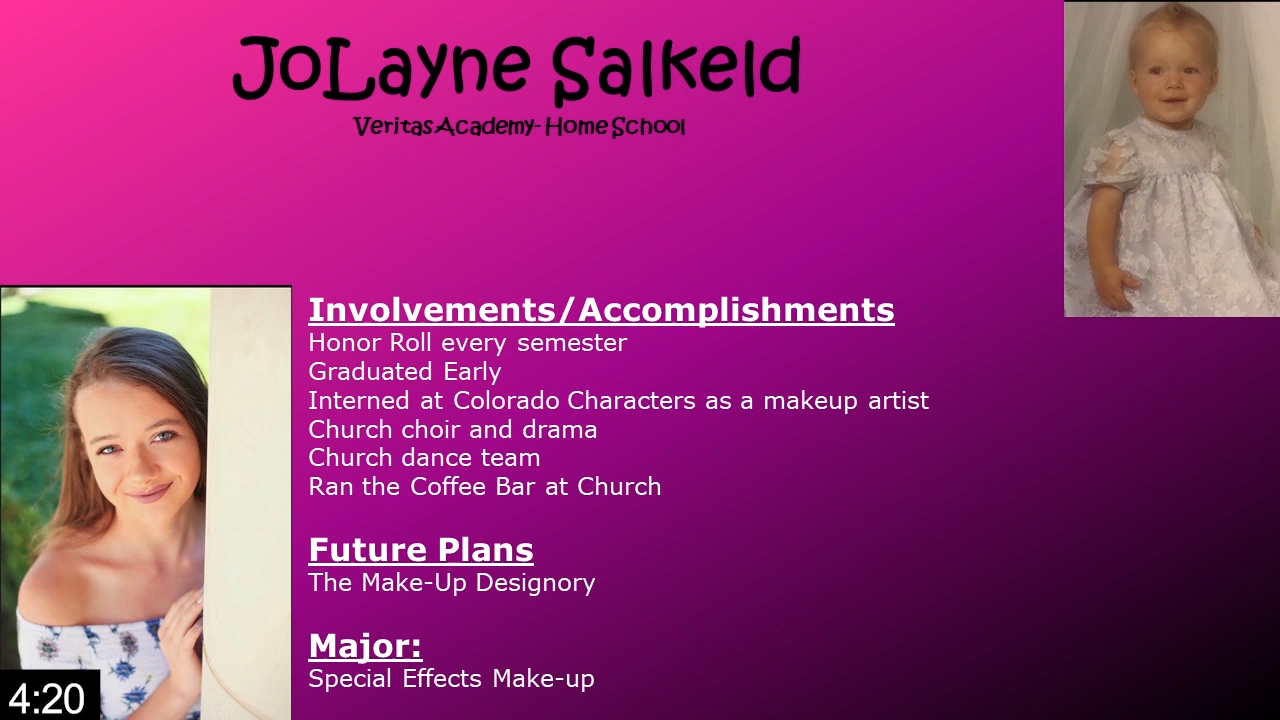 JoLayne Salkeld
Veritas Academy- Home School
Involvements/Accomplishments
Honor Roll every semester
Graduated Early
Interned at Colorado Characters as a makeup artist
Church choir and drama
Church dance team
Ran the Coffee Bar at Church
Future Plans
The Make-Up Designory
Major:
Special Effects Make-up
4:20